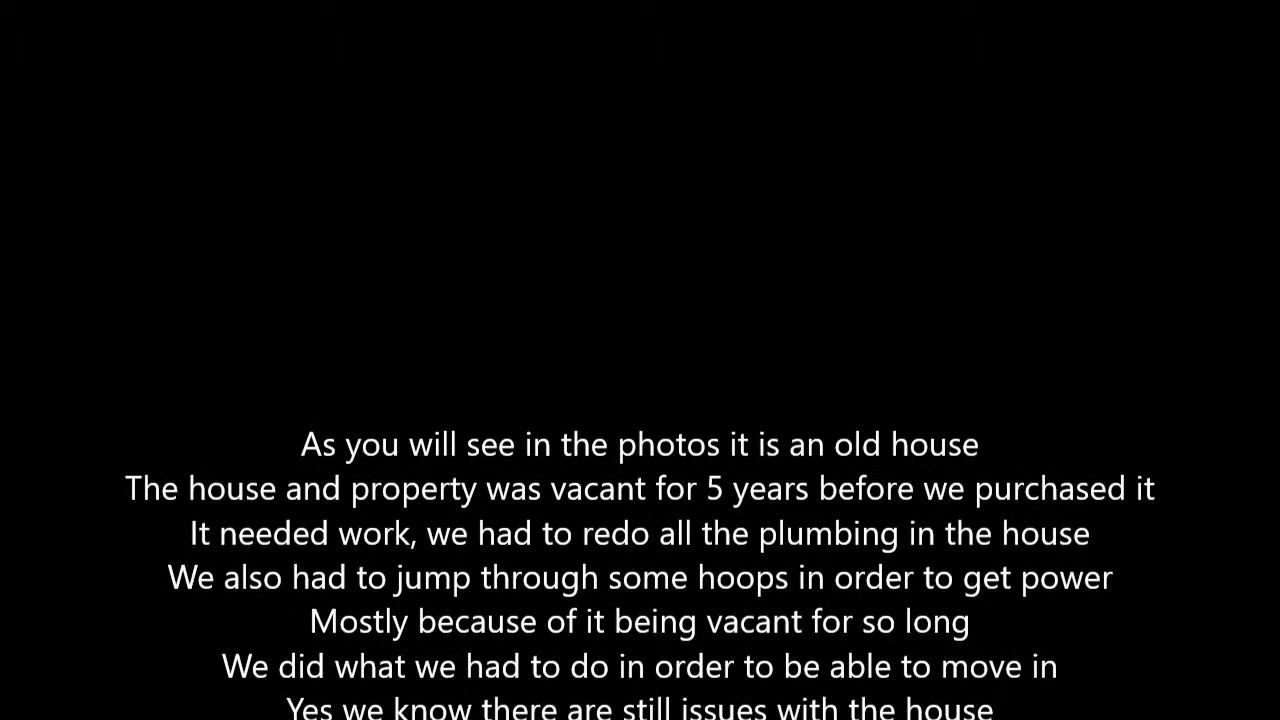 As you will see in the photos it is an old house
The house and property was vacant for 5 years before we purchased it
It needed work, we had to redo all the plumbing in the house
We also had to jump through some hoops in order to get power
Mostly because of it being vacant for so long
We did what we had to do in order to be able to move in
Yes we know there are still issues with the house